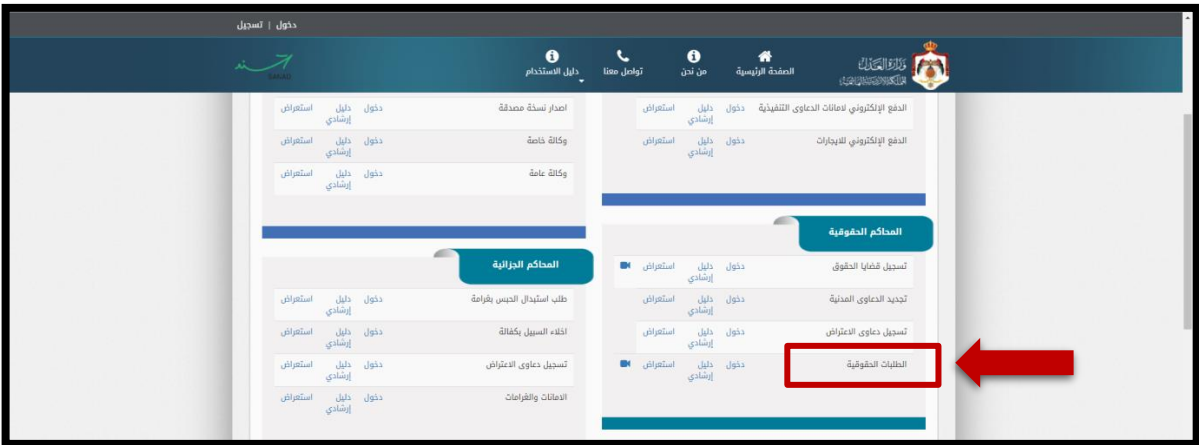 دخول | تسجيل
وزارة العدل
الصفحة الرئيسية
من نحن
تواصل معنا
دليل الاستخدام
سند
الدفع الإلكتروني لامانات الدعاوى التنفيذية دخول دليل إرشادي استعراض
الدفع الإلكتروني للايجارات دخول دليل إرشادي استعراض
اصدار نسخة مصدقة دخول دليل إرشادي استعراض
وكالة خاصة دخول دليل إرشادي استعراض
وكالة عامة دخول دليل إرشادي استعراض
المحاكم الحقوقية
تسجيل قضايا الحقوق دخول دليل إرشادي استعراض
تجديد الدعاوى المدنية دخول دليل إرشادي استعراض
تسجيل دعاوى الاعتراض دخول دليل إرشادي استعراض
الطلبات الحقوقية دخول دليل إرشادي استعراض
المحاكم الجزائية
طلب استبدال الحبس بغرامة دخول دليل إرشادي استعراض
اخلاء السبيل بكفالة دخول دليل إرشادي استعراض
تسجيل دعاوى الاعتراض دخول دليل إرشادي استعراض
الامانات والغرامات دخول دليل إرشادي استعراض